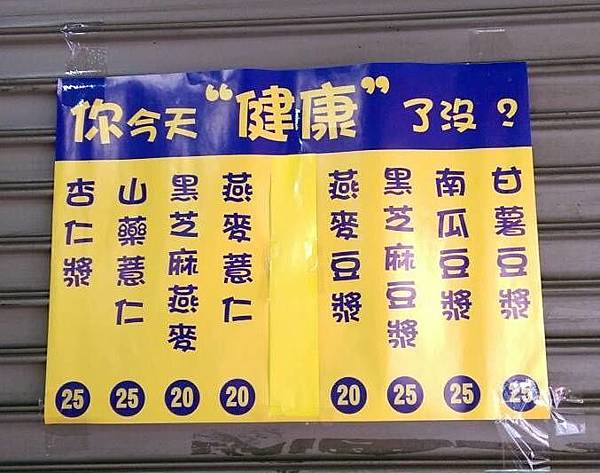 你今天“健康”了沒？
甘薯豆漿 25
南瓜豆漿 25
黑芝麻豆漿 25
燕麥豆漿 20
燕麥薏仁 20
黑芝麻燕麥 20
山藥薏仁 25
杏仁漿 25